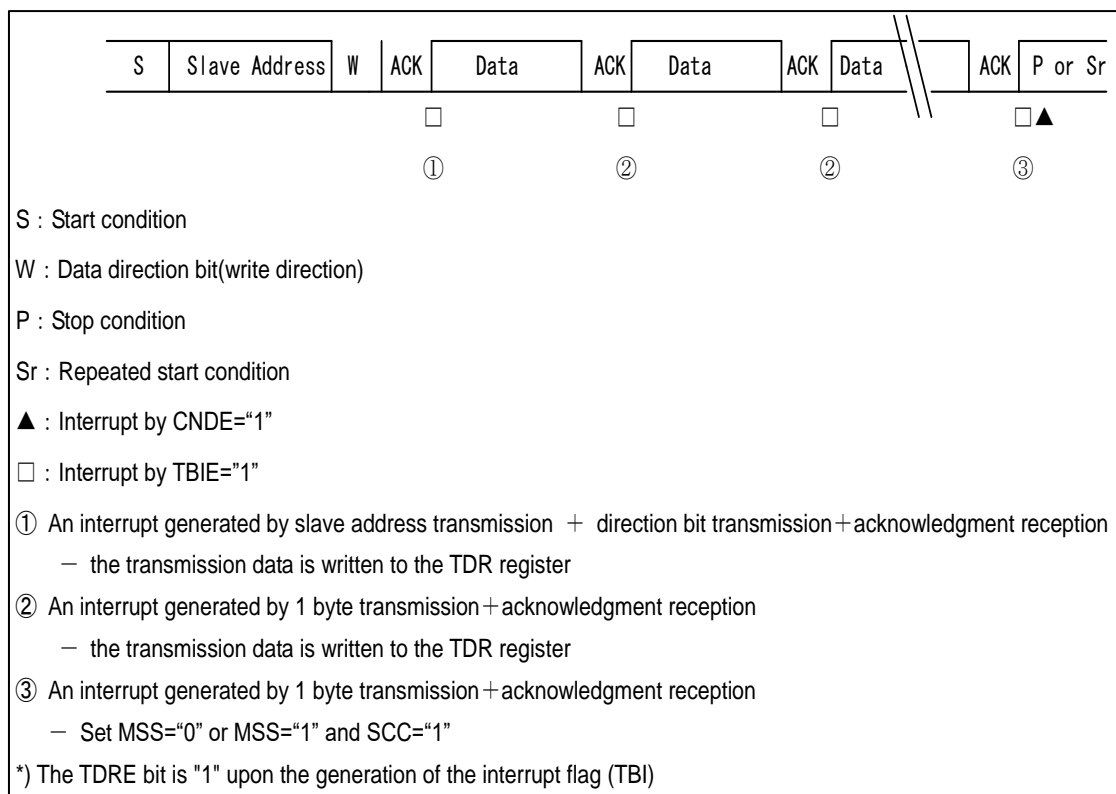 S Slave Address W ACK Data ACK Data ACK Data ACK P or Sr
□ □ □ □▲
① ② ② ③
S：Start condition
W：Data direction bit(write direction)
P：Stop condition
Sr：Repeated start condition
▲：Interrupt by CNDE=“1”
□：Interrupt by TBIE=”1”
① An interrupt generated by slave address transmission ＋ direction bit transmission＋acknowledgment reception
－ the transmission data is written to the TDR register
② An interrupt generated by 1 byte transmission＋acknowledgment reception
－ the transmission data is written to the TDR register
③ An interrupt generated by 1 byte transmission＋acknowledgment reception
－ Set MSS=“0” or MSS=“1” and SCC=“1”
*) The TDRE bit is "1" upon the generation of the interrupt flag (TBI)